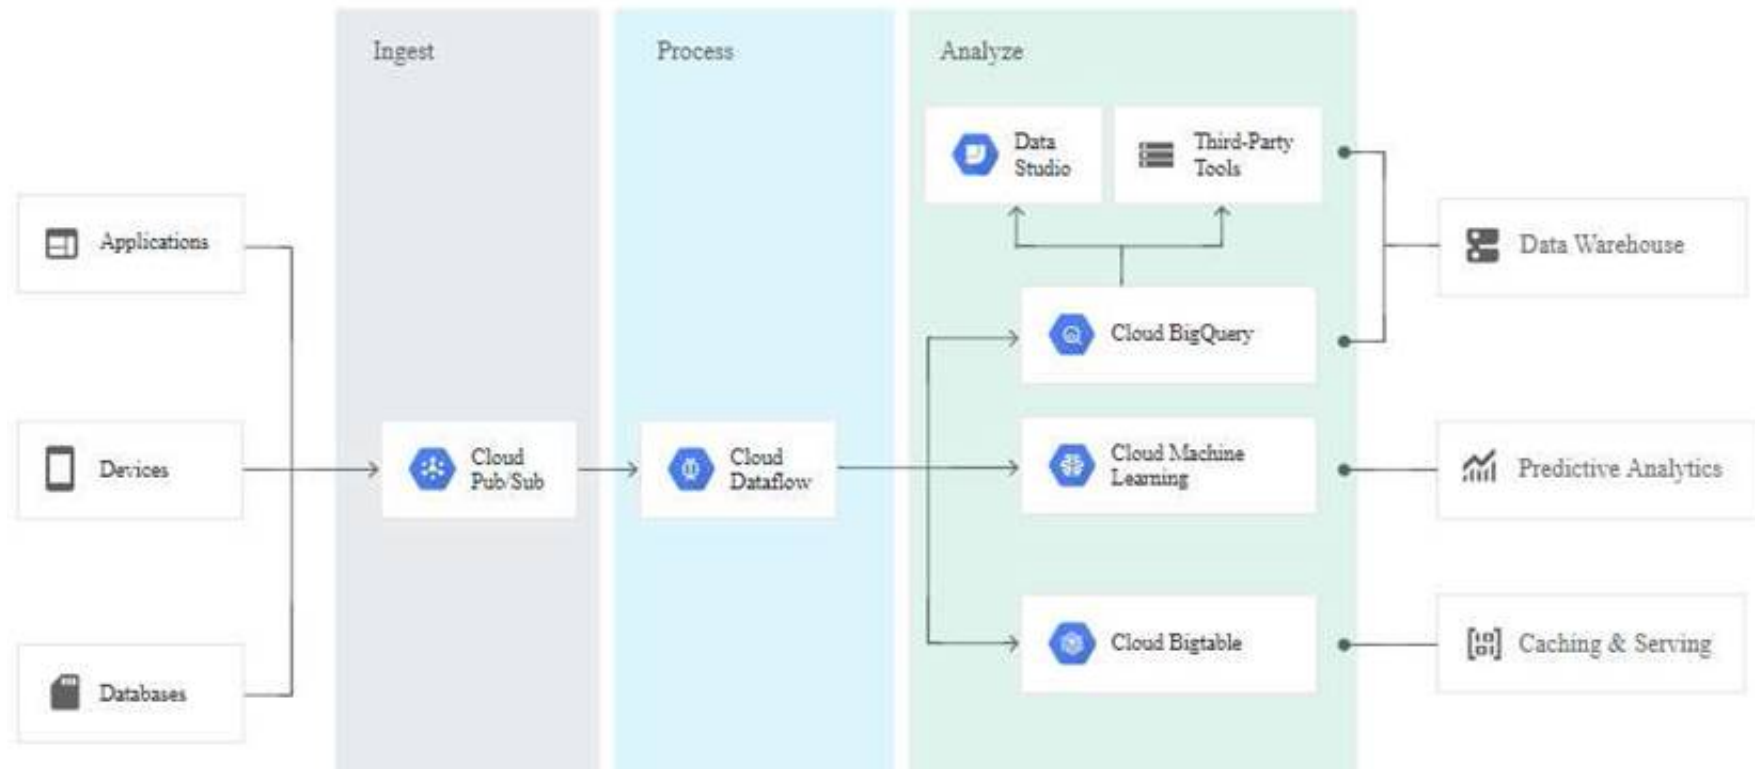 Ingest
Process
Analyze
Data
Studio
Third-Party
Tools
Applications
Data Warehouse
Cloud BigQuery
Devices
Cloud
Pub/Sub
Cloud
Dataflow
Cloud Machine
Learning
Predictive Analytics
Databases
Cloud Bigtable
Caching & Serving